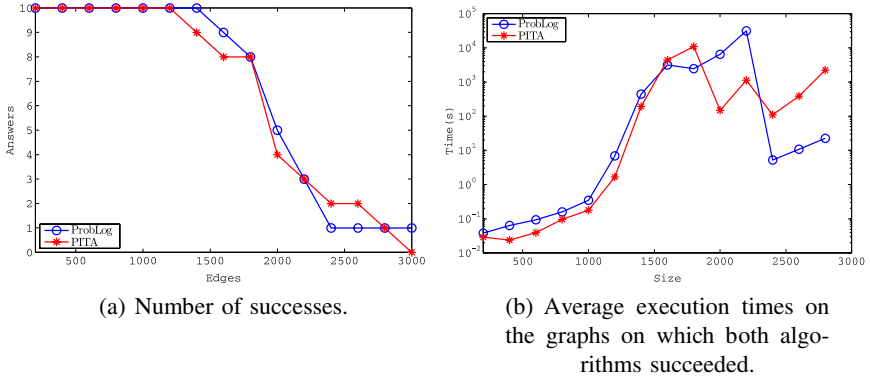 10
9
8
7
6
5
4
3
2
1
0
Answers
500 1000 1500 2000 2500 3000
Edges
ProbLog
PITA
(a) Number of successes.
10^5
10^4
10^3
10^2
10^1
10^0
10^-1
10^-2
Time(s)
500 1000 1500 2000 2500 3000
Size
ProbLog
PITA
(b) Average execution times on
the graphs on which both algo-
rithms succeeded.